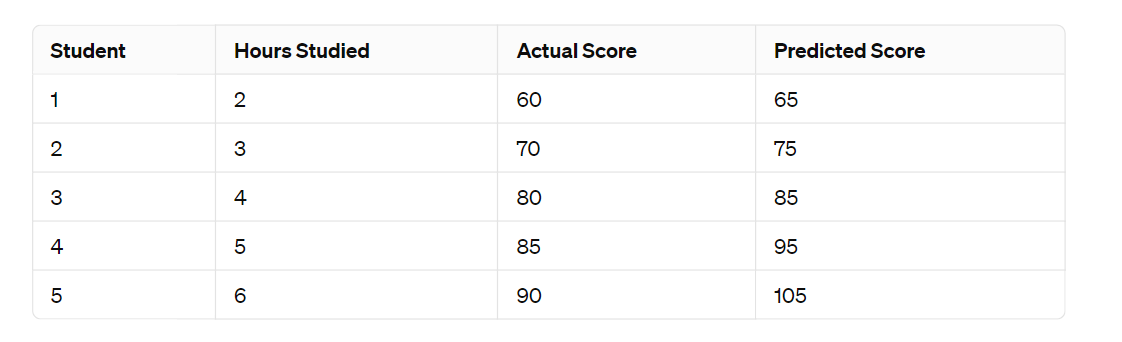 Student Hours Studied Actual Score Predicted Score
1 2 60 65
2 3 70 75
3 4 80 85
4 5 85 95
5 6 90 105